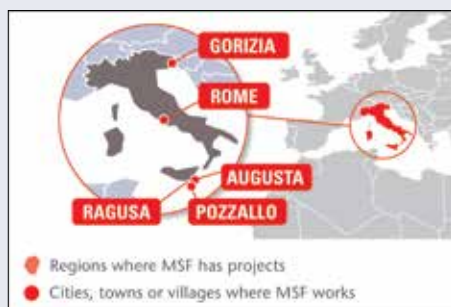 GORIZIA
ROME
AUGUSTA
RAGUSA
POZZALLO
Regions where MSF has projects
Cities, towns or villages where MSF works